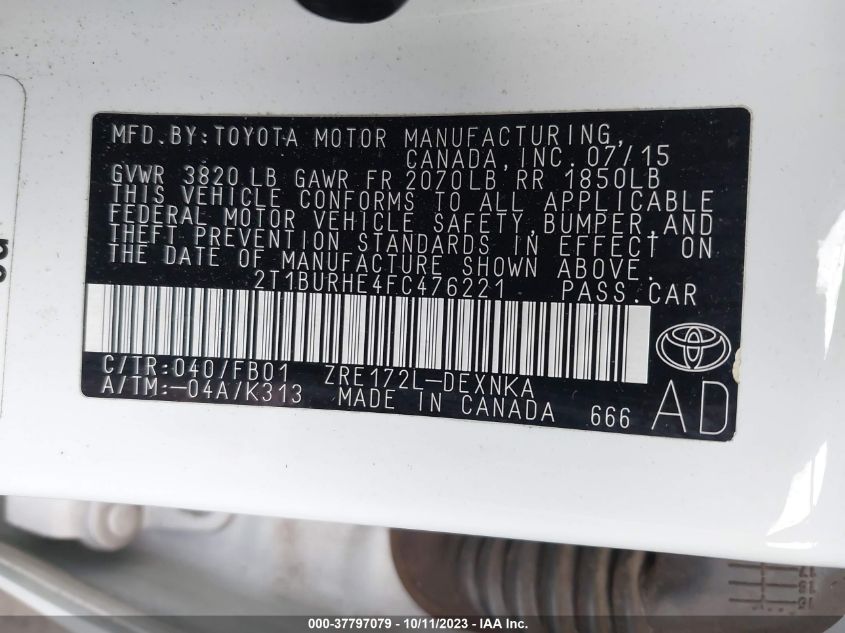 MFD.BY:TOYOTA MOTOR MANUFACTURING,
CANADA, INC. 07/15
GVWR 3820 LB GAWR FR 2070LB RR 1850LB
THIS VEHICLE CONFORMS TO ALL APPLICABLE
FEDERAL MOTOR VEHICLE SAFETY, BUMPER, AND
THEFT PREVENTION STANDARDS IN EFFECT ON
THE DATE OF MANUFACTURE SHOWN ABOVE.
2T1BURHE4FC476221 PASS.CAR
C/TR:040/FB01 ZRE172L-DEXNKA
A/TM:-04A/K313 MADE IN CANADA 666 AD
000-37797079 - 10/11/2023 - IAA Inc.